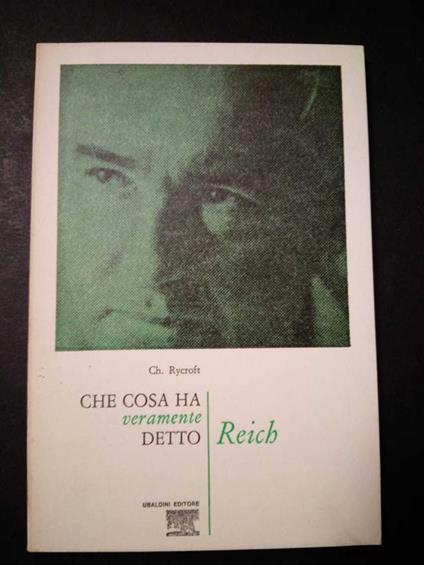 Ch. Rycroft
CHE COSA HA
veramente
DETTO
Reich
UBALDINI EDITORE